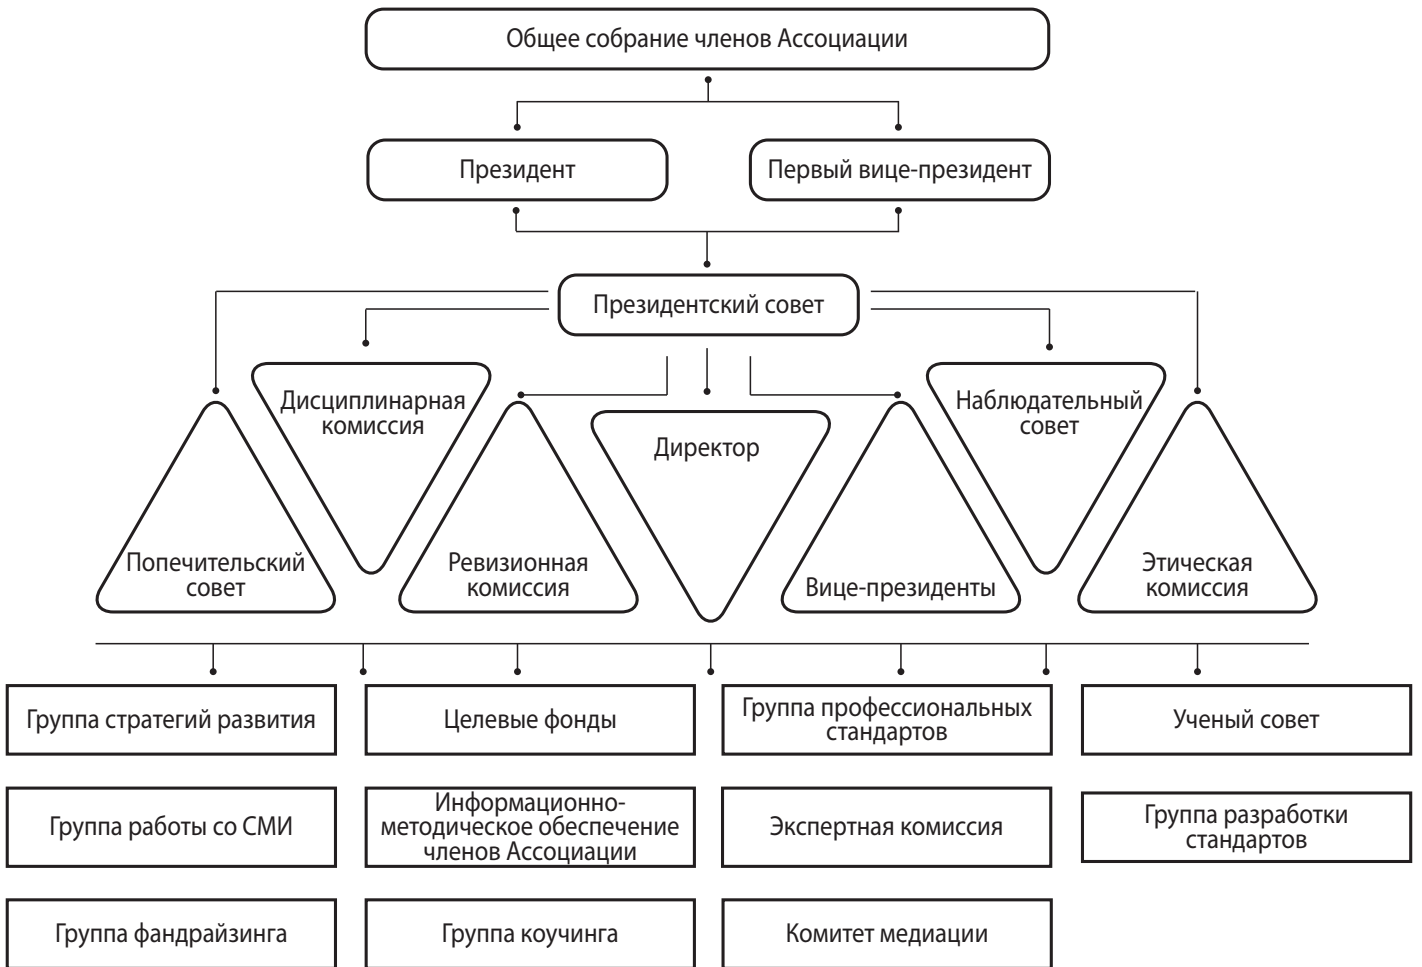 Общее собрание членов Ассоциации
Президент
Первый вице-президент
Президентский совет
Дисциплинарная
комиссия
Наблюдательный
совет
Директор
Попечительский
совет
Ревизионная
комиссия
Вице-президенты
Этическая
комиссия
Группа стратегий развития
Целевые фонды
Группа профессиональных
стандартов
Ученый совет
Группа работы со СМИ
Информационно-
методическое обеспечение
членов Ассоциации
Экспертная комиссия
Группа разработки
стандартов
Группа фандрайзинга
Группа коучинга
Комитет медиации